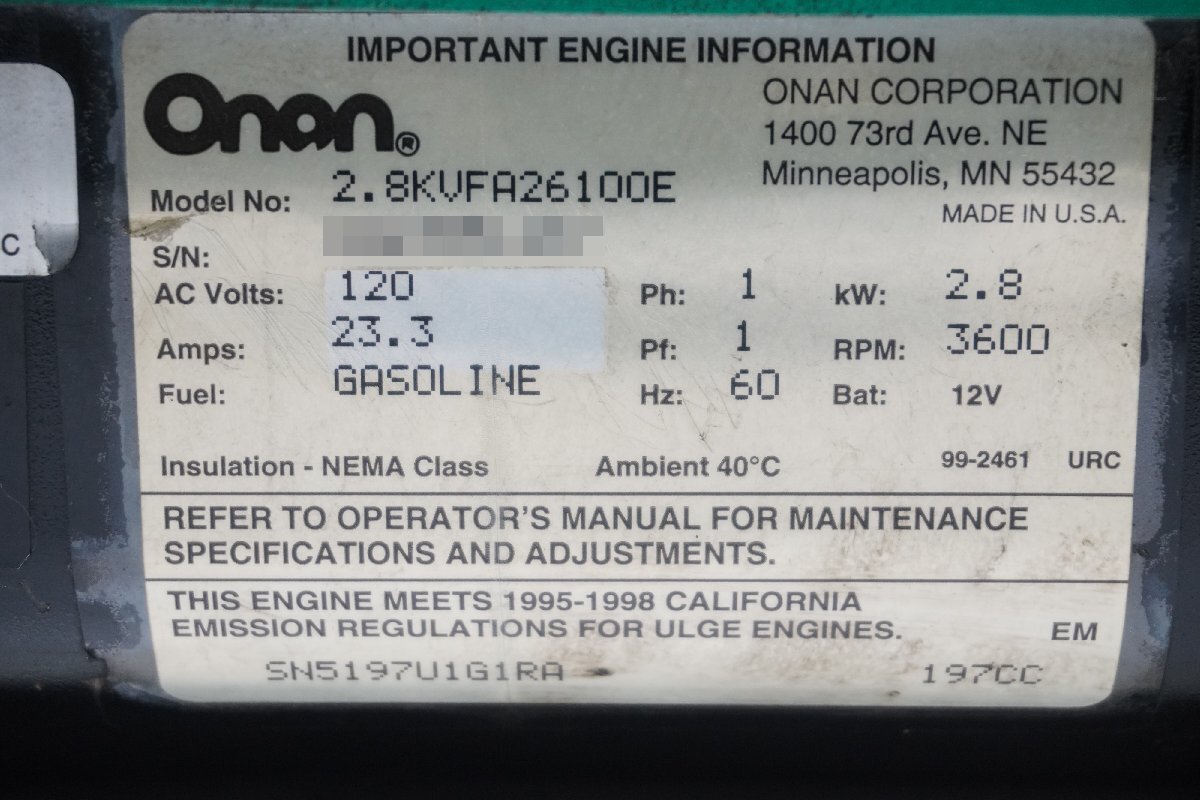 IMPORTANT ENGINE INFORMATION
Onan®
ONAN CORPORATION
1400 73rd Ave. NE
Minneapolis, MN 55432
MADE IN U.S.A.
Model No: 2.8KVFA26100E
S/N:
AC Volts: 120 Ph: 1 kW: 2.8
Amps: 23.3 Pf: 1 RPM: 3600
Fuel: GASOLINE Hz: 60 Bat: 12V
Insulation - NEMA Class Ambient 40°C 99-2461 URC
REFER TO OPERATOR'S MANUAL FOR MAINTENANCE
SPECIFICATIONS AND ADJUSTMENTS.
THIS ENGINE MEETS 1995-1998 CALIFORNIA
EMISSION REGULATIONS FOR ULGE ENGINES. EM
SN5197U1G1RA 197CC
C